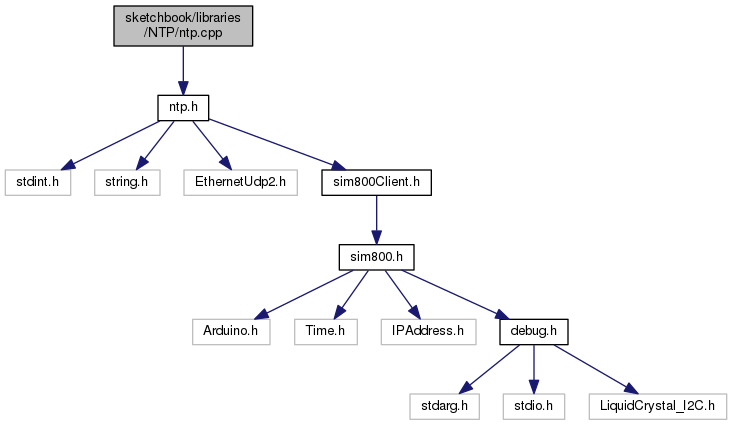 sketchbook/libraries
/NTP/ntp.cpp
ntp.h
stdint.h
string.h
EthernetUdp2.h
sim800Client.h
sim800.h
Arduino.h
Time.h
IPAddress.h
debug.h
stdarg.h
stdio.h
LiquidCrystal_I2C.h